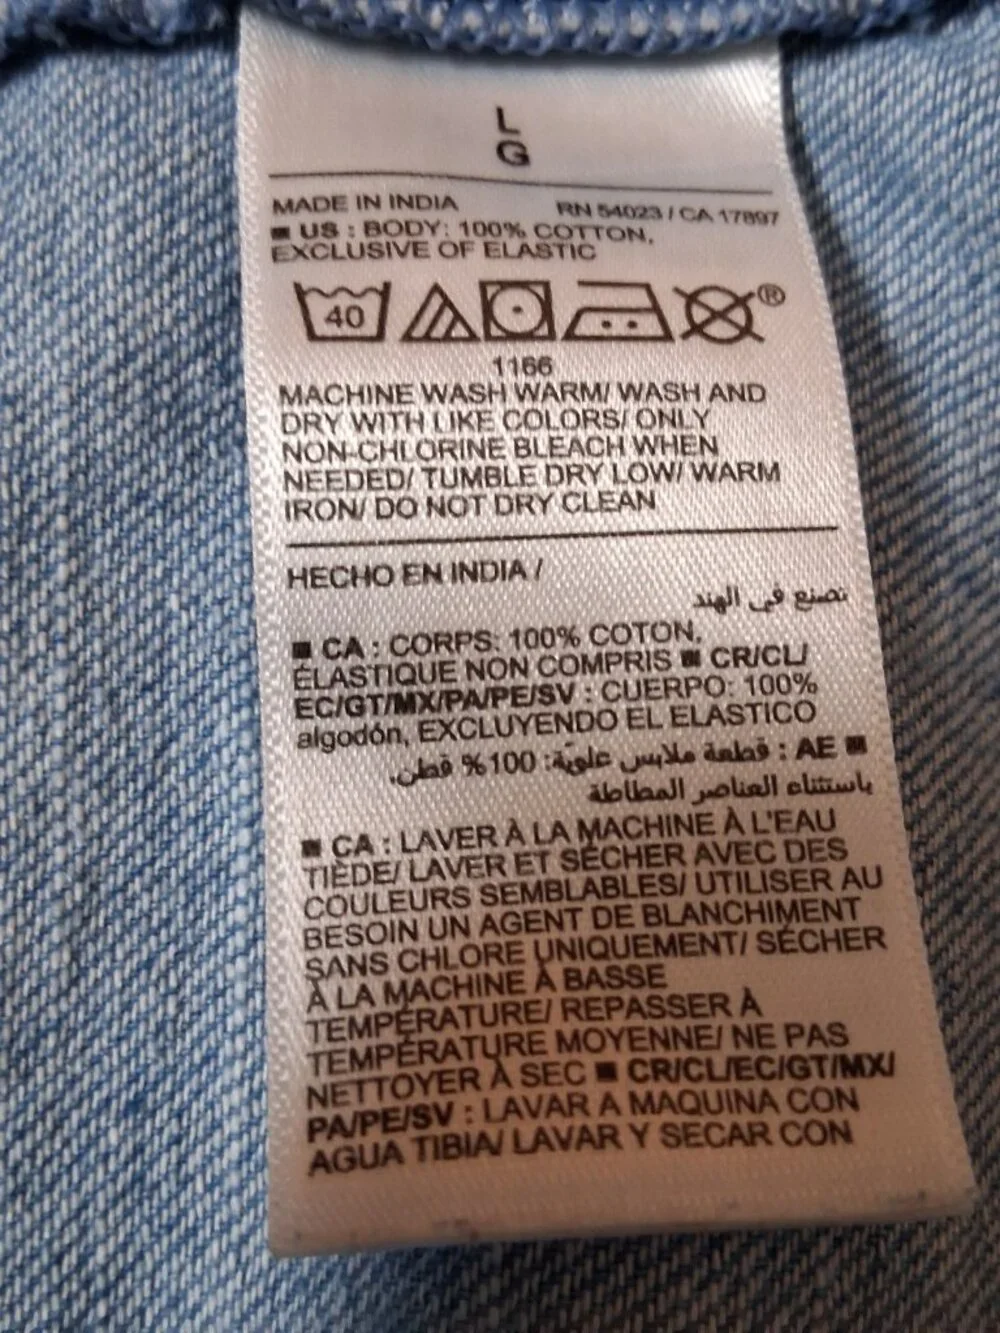 L
G
MADE IN INDIA
RN 54023 / CA 17897
■ US : BODY: 100% COTTON,
EXCLUSIVE OF ELASTIC
40
®
1166
MACHINE WASH WARM/ WASH AND
DRY WITH LIKE COLORS/ ONLY
NON-CHLORINE BLEACH WHEN
NEEDED/ TUMBLE DRY LOW/ WARM
IRON/ DO NOT DRY CLEAN
HECHO EN INDIA /
تصنع في الهند
■ CA : CORPS: 100% COTON,
ÉLASTIQUE NON COMPRIS ■ CR/CL/
EC/GT/MX/PA/PE/SV : CUERPO: 100%
algodón, EXCLUYENDO EL ELASTICO
■ AE : قطعة ملابس علويّة: 100% قطن،
باستثناء العناصر المطاطة
■ CA : LAVER À LA MACHINE À L'EAU
TIÈDE/ LAVER ET SÉCHER AVEC DES
COULEURS SEMBLABLES/ UTILISER AU
BESOIN UN AGENT DE BLANCHIMENT
SANS CHLORE UNIQUEMENT/ SÉCHER
À LA MACHINE À BASSE
TEMPÉRATURE/ REPASSER À
TEMPÉRATURE MOYENNE/ NE PAS
NETTOYER À SEC ■ CR/CL/EC/GT/MX/
PA/PE/SV : LAVAR A MAQUINA CON
AGUA TIBIA/ LAVAR Y SECAR CON